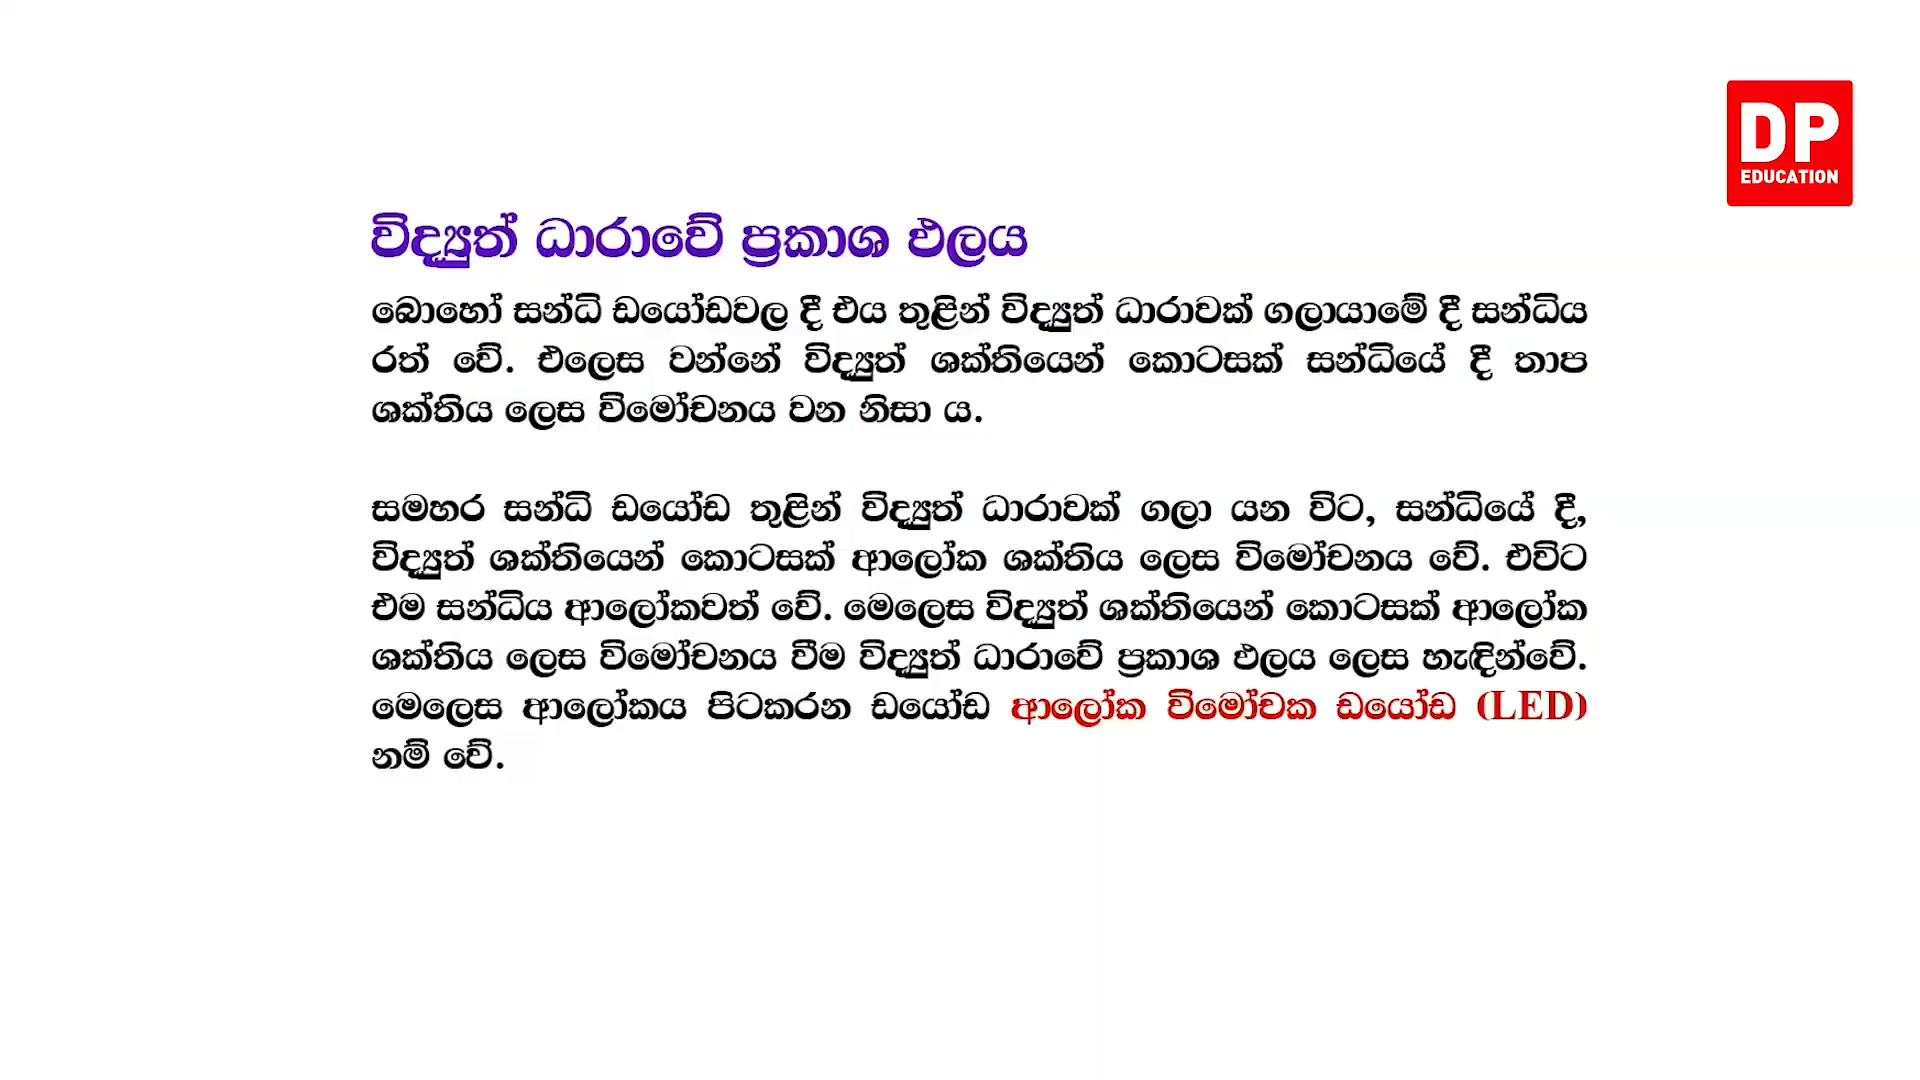 DP
EDUCATION
විද්‍යුත් ධාරාවේ ප්‍රකාශ ඵලය
බොහෝ සන්ධි ඩයෝඩවල දී එය තුළින් විද්‍යුත් ධාරාවක් ගලායාමේ දී සන්ධිය
රත් වේ. එලෙස වන්නේ විද්‍යුත් ශක්තියෙන් කොටසක් සන්ධියේ දී තාප
ශක්තිය ලෙස විමෝචනය වන නිසා ය.
සමහර සන්ධි ඩයෝඩ තුළින් විද්‍යුත් ධාරාවක් ගලා යන විට, සන්ධියේ දී,
විද්‍යුත් ශක්තියෙන් කොටසක් ආලෝක ශක්තිය ලෙස විමෝචනය වේ. එවිට
එම සන්ධිය ආලෝකවත් වේ. මෙලෙස විද්‍යුත් ශක්තියෙන් කොටසක් ආලෝක
ශක්තිය ලෙස විමෝචනය වීම විද්‍යුත් ධාරාවේ ප්‍රකාශ ඵලය ලෙස හැඳින්වේ.
මෙලෙස ආලෝකය පිටකරන ඩයෝඩ ආලෝක විමෝචක ඩයෝඩ (LED)
නම් වේ.